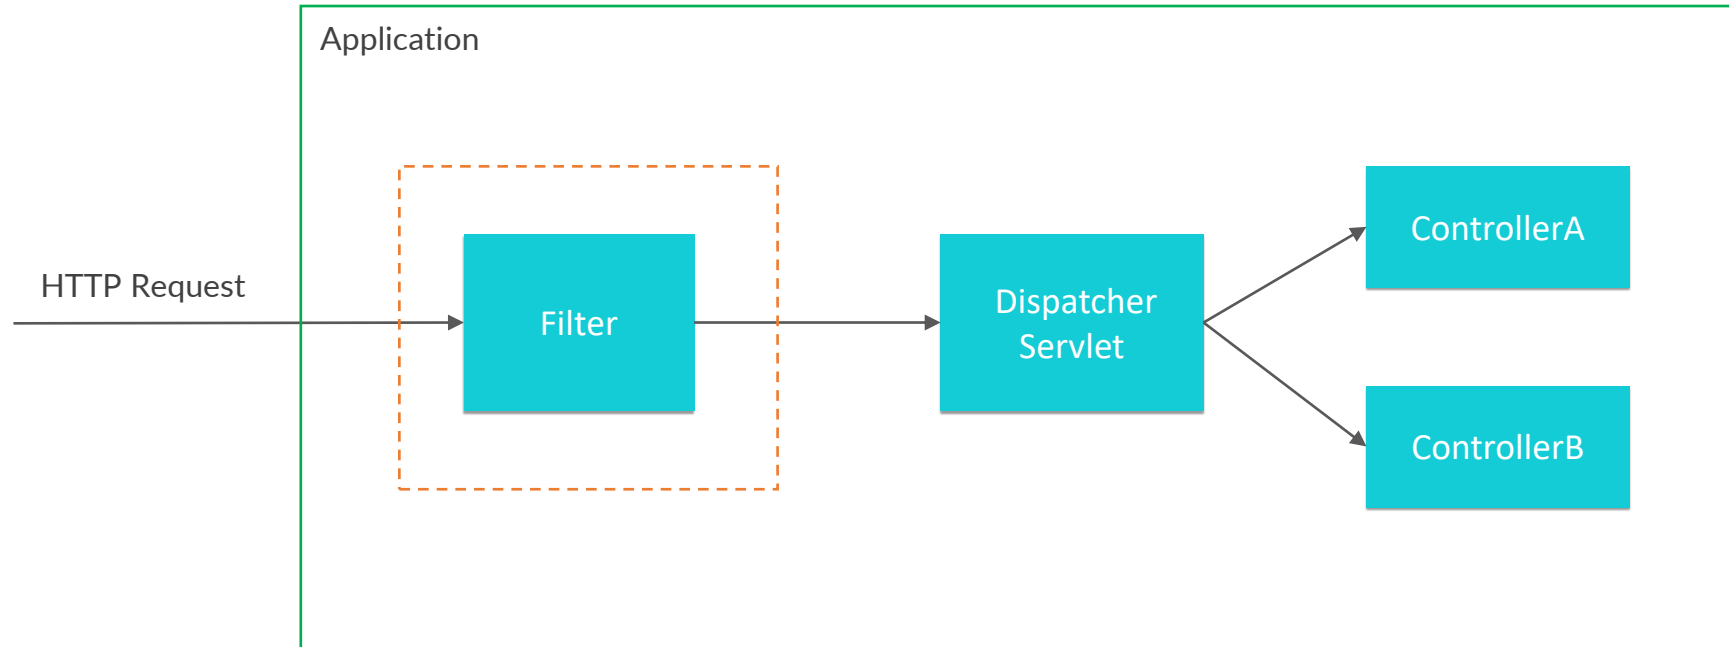 Application
HTTP Request
Filter
Dispatcher
Servlet
ControllerA
ControllerB